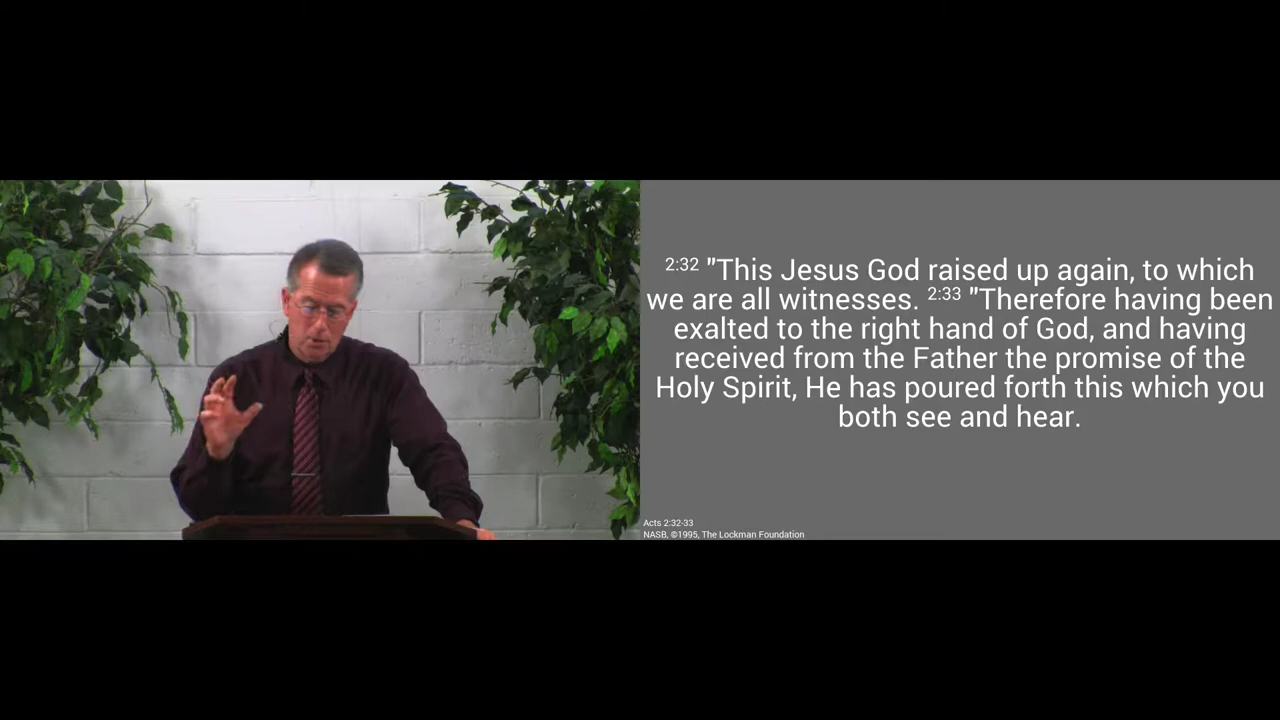 2:32 "This Jesus God raised up again, to which
we are all witnesses. 2:33 "Therefore having been
exalted to the right hand of God, and having
received from the Father the promise of the
Holy Spirit, He has poured forth this which you
both see and hear.
Acts 2:32-33
NASB, ©1995, The Lockman Foundation